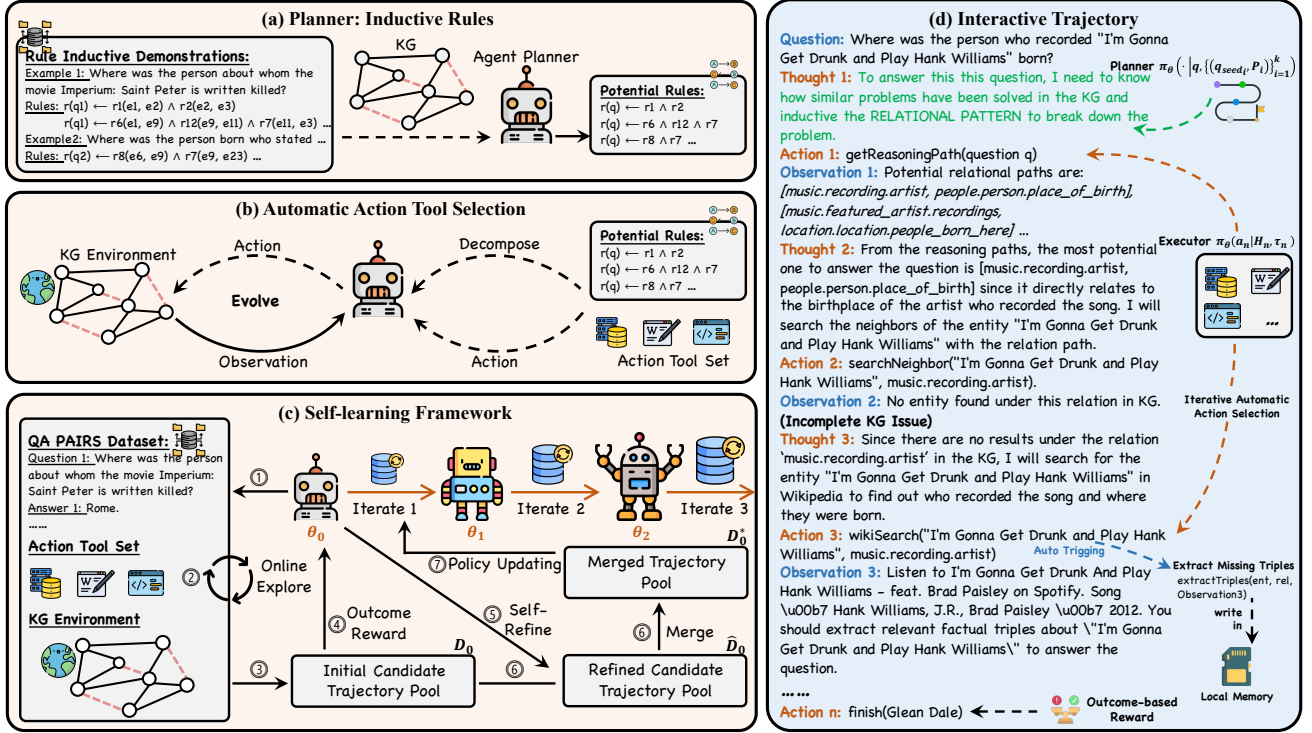 (a) Planner: Inductive Rules
Rule Inductive Demonstrations:
Example 1: Where was the person about whom the
movie Imperium: Saint Peter is written killed?
Rules: r(q1) ⟵ r1(e1, e2) ∧ r2(e2, e3)
r(q1) ⟵ r6(e1, e9) ∧ r12(e9, e11) ∧ r7(e11, e3) ...
Example2: Where was the person born who stated ...
Rules: r(q2) ⟵ r8(e6, e9) ∧ r7(e9, e23) ...
KG
Agent Planner
Potential Rules:
r(q) ⟵ r1 ∧ r2
r(q) ⟵ r6 ∧ r12 ∧ r7
r(q) ⟵ r8 ∧ r7 ...
(b) Automatic Action Tool Selection
KG Environment
Action
Evolve
Observation
Decompose
Action
Potential Rules:
r(q) ⟵ r1 ∧ r2
r(q) ⟵ r6 ∧ r12 ∧ r7
r(q) ⟵ r8 ∧ r7 ...
Action Tool Set
(c) Self-learning Framework
QA PAIRS Dataset:
Question 1: Where was the person
about whom the movie Imperium:
Saint Peter is written killed?
Answer 1: Rome.
......
Action Tool Set
KG Environment
①
②
Online
Explore
③
θ0
Iterate 1
θ1
Iterate 2
θ2
Iterate 3
④ Outcome
Reward
⑤ Self-
Refine
⑦ Policy Updating
D0*
Merged Trajectory
Pool
⑥ Merge
D0
Initial Candidate
Trajectory Pool
⑥
D̂0
Refined Candidate
Trajectory Pool
(d) Interactive Trajectory
Question: Where was the person who recorded "I'm Gonna
Get Drunk and Play Hank Williams" born?
Planner πθ(· |q, {(qseedi, Pi)}ki=1)
Thought 1: To answer this this question, I need to know
how similar problems have been solved in the KG and
inductive the RELATIONAL PATTERN to break down the
problem.
Action 1: getReasoningPath(question q)
Observation 1: Potential relational paths are:
[music.recording.artist, people.person.place_of_birth],
[music.featured_artist.recordings,
location.location.people_born_here] ...
Executor πθ(an|Hn, τn)
...
Thought 2: From the reasoning paths, the most potential
one to answer the question is [music.recording.artist,
people.person.place_of_birth] since it directly relates to
the birthplace of the artist who recorded the song. I will
search the neighbors of the entity "I'm Gonna Get Drunk
and Play Hank Williams" with the relation path.
Action 2: searchNeighbor("I'm Gonna Get Drunk and Play
Hank Williams", music.recording.artist).
Observation 2: No entity found under this relation in KG.
(Incomplete KG Issue)
Iterative Automatic
Action Selection
Thought 3: Since there are no results under the relation
'music.recording.artist' in the KG, I will search for the
entity "I'm Gonna Get Drunk and Play Hank Williams" in
Wikipedia to find out who recorded the song and where
they were born.
Action 3: wikiSearch("I'm Gonna Get Drunk and Play Hank
Williams", music.recording.artist)
Auto Trigging
Observation 3: Listen to I'm Gonna Get Drunk And Play
Hank Williams - feat. Brad Paisley on Spotify. Song
\u00b7 Hank Williams, J.R., Brad Paisley \u00b7 2012. You
should extract relevant factual triples about \"I'm Gonna
Get Drunk and Play Hank Williams\" to answer the
question.
Extract Missing Triples
extractTriples(ent, rel,
Observation3)
write
in
Local Memory
......
Action n: finish(Glean Dale)
Outcome-based
Reward